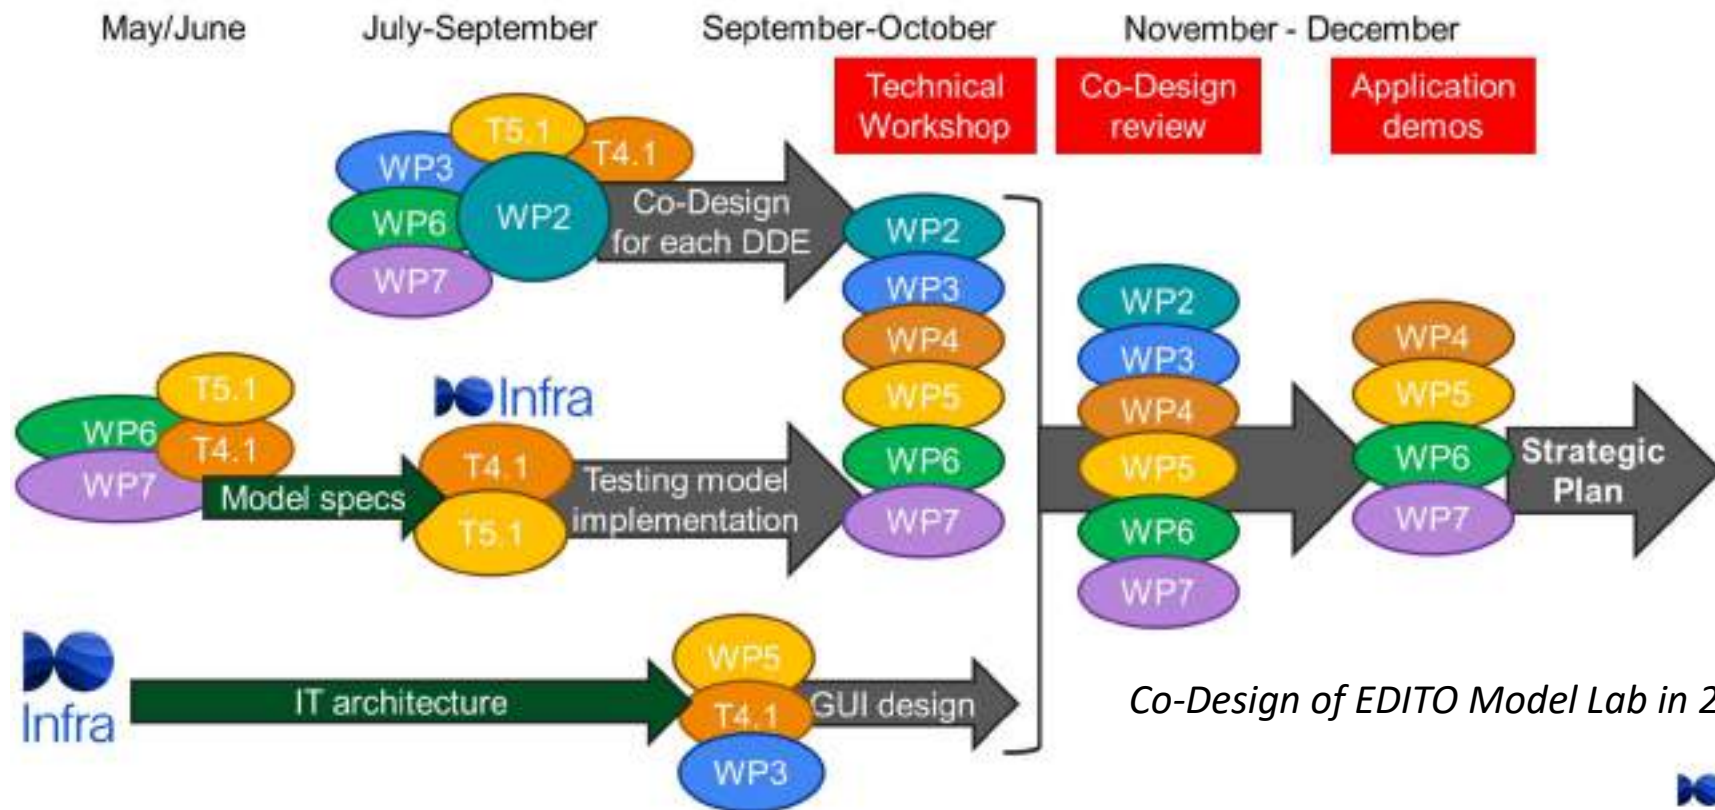 May/June
July-September
September-October
November - December
Technical
Workshop
Co-Design
review
Application
demos
T5.1
T4.1
WP3
WP6
WP2
WP7
Co-Design
for each DDE
WP2
WP3
WP4
WP5
WP6
WP7
WP2
WP3
WP4
WP5
WP6
WP7
WP4
WP5
WP6
WP7
Strategic
Plan
T5.1
WP6
T4.1
WP7
Model specs
Infra
T4.1
T5.1
Testing model
implementation
Infra
IT architecture
WP5
T4.1
WP3
GUI design
Co-Design of EDITO Model Lab in 2